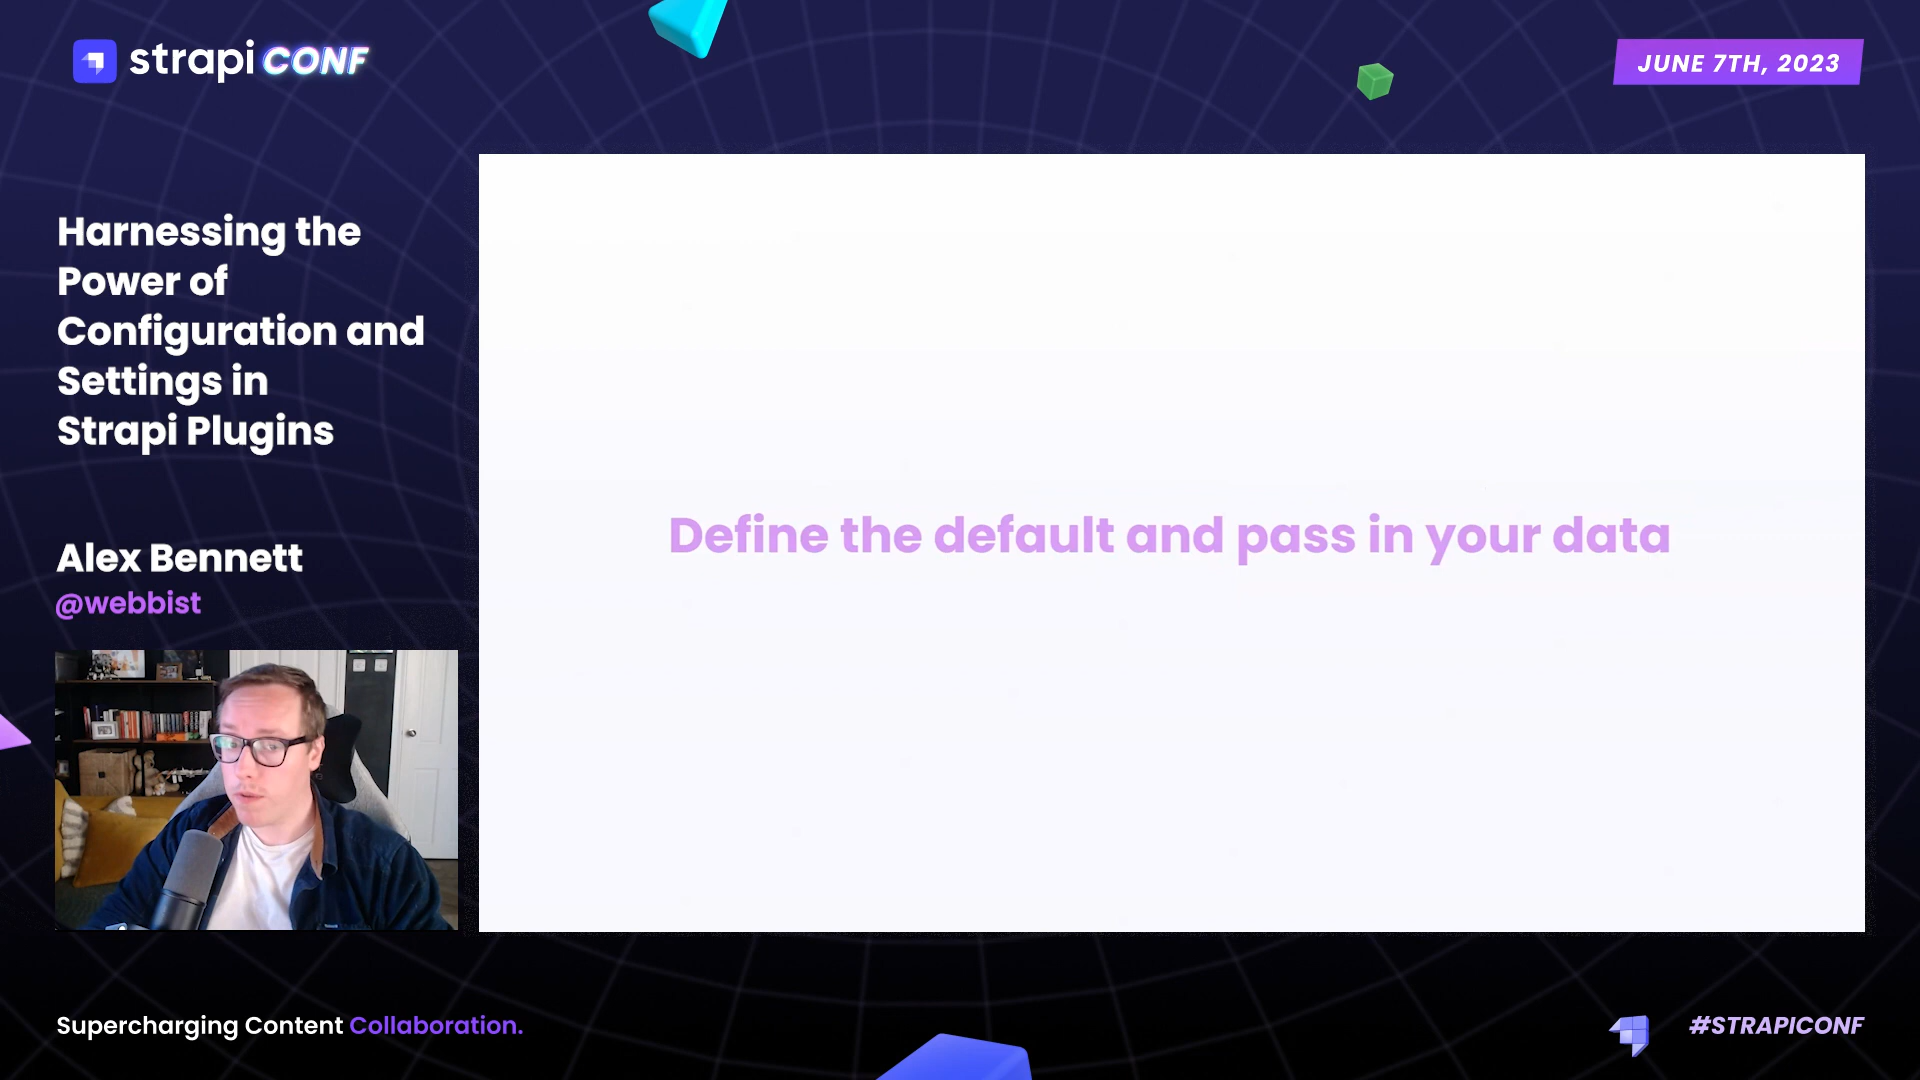 strapi CONF
JUNE 7TH, 2023
Harnessing the
Power of
Configuration and
Settings in
Strapi Plugins
Alex Bennett
@webbist
Define the default and pass in your data
Supercharging Content Collaboration.
#STRAPICONF